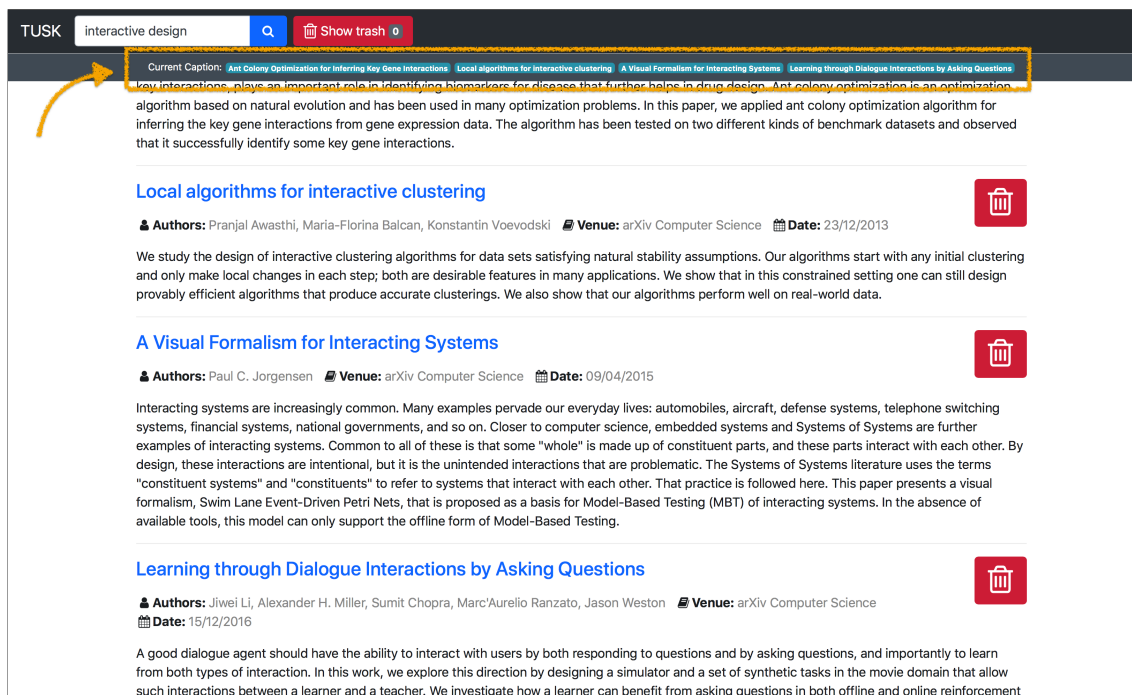 TUSK interactive design Show trash 0
Current Caption: Ant Colony Optimization for Inferring Key Gene Interactions Local algorithms for interactive clustering A Visual Formalism for Interacting Systems Learning through Dialogue Interactions by Asking Questions
key interactions, plays an important role in identifying biomarkers for disease that further helps in drug design. Ant colony optimization is an optimization
algorithm based on natural evolution and has been used in many optimization problems. In this paper, we applied ant colony optimization algorithm for
inferring the key gene interactions from gene expression data. The algorithm has been tested on two different kinds of benchmark datasets and observed
that it successfully identify some key gene interactions.
Local algorithms for interactive clustering
Authors: Pranjal Awasthi, Maria-Florina Balcan, Konstantin Voevodski Venue: arXiv Computer Science Date: 23/12/2013
We study the design of interactive clustering algorithms for data sets satisfying natural stability assumptions. Our algorithms start with any initial clustering
and only make local changes in each step; both are desirable features in many applications. We show that in this constrained setting one can still design
provably efficient algorithms that produce accurate clusterings. We also show that our algorithms perform well on real-world data.
A Visual Formalism for Interacting Systems
Authors: Paul C. Jorgensen Venue: arXiv Computer Science Date: 09/04/2015
Interacting systems are increasingly common. Many examples pervade our everyday lives: automobiles, aircraft, defense systems, telephone switching
systems, financial systems, national governments, and so on. Closer to computer science, embedded systems and Systems of Systems are further
examples of interacting systems. Common to all of these is that some "whole" is made up of constituent parts, and these parts interact with each other. By
design, these interactions are intentional, but it is the unintended interactions that are problematic. The Systems of Systems literature uses the terms
"constituent systems" and "constituents" to refer to systems that interact with each other. That practice is followed here. This paper presents a visual
formalism, Swim Lane Event-Driven Petri Nets, that is proposed as a basis for Model-Based Testing (MBT) of interacting systems. In the absence of
available tools, this model can only support the offline form of Model-Based Testing.
Learning through Dialogue Interactions by Asking Questions
Authors: Jiwei Li, Alexander H. Miller, Sumit Chopra, Marc'Aurelio Ranzato, Jason Weston Venue: arXiv Computer Science
Date: 15/12/2016
A good dialogue agent should have the ability to interact with users by both responding to questions and by asking questions, and importantly to learn
from both types of interaction. In this work, we explore this direction by designing a simulator and a set of synthetic tasks in the movie domain that allow
such interactions between a learner and a teacher. We investigate how a learner can benefit from asking questions in both offline and online reinforcement